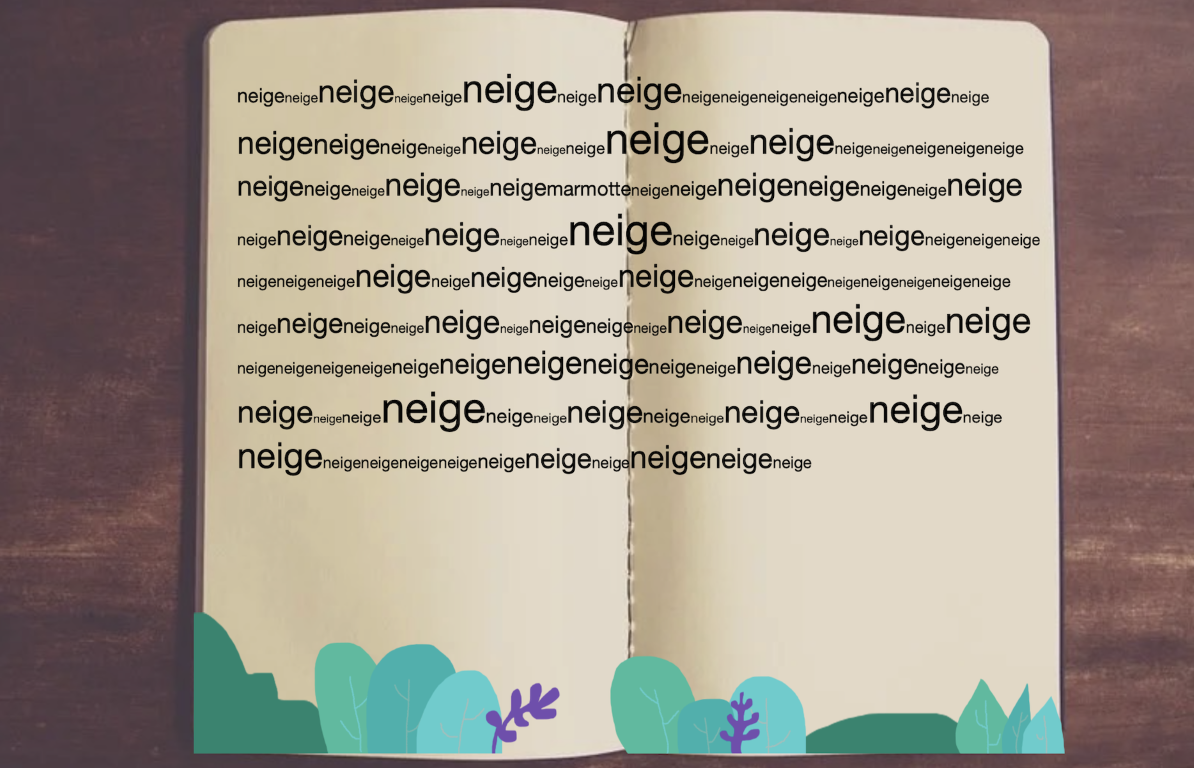 neigeneigeneigeneigeneigeneigeneigeneigeneigeneigeneigeneigeneigeneigeneige
neigeneigeneigeneigeneigeneigeneigeneigeneigeneigeneigeneigeneigeneigeneige
neigeneigeneigeneigeneigeneigemarmotteneigeneigeneigeneigeneigeneigeneige
neigeneigeneigeneigeneigeneigeneigeneigeneigeneigeneigeneigeneigeneigeneigeneige
neigeneigeneigeneigeneigeneigeneigeneigeneigeneigeneigeneigeneigeneigeneigeneigeneige
neigeneigeneigeneigeneigeneigeneigeneigeneigeneigeneigeneigeneigeneigeneige
neigeneigeneigeneigeneigeneigeneigeneigeneigeneigeneigeneigeneigeneigeneige
neigeneigeneigeneigeneigeneigeneigeneigeneigeneigeneigeneigeneigeneige
neigeneigeneigeneigeneigeneigeneigeneigeneigeneigeneige